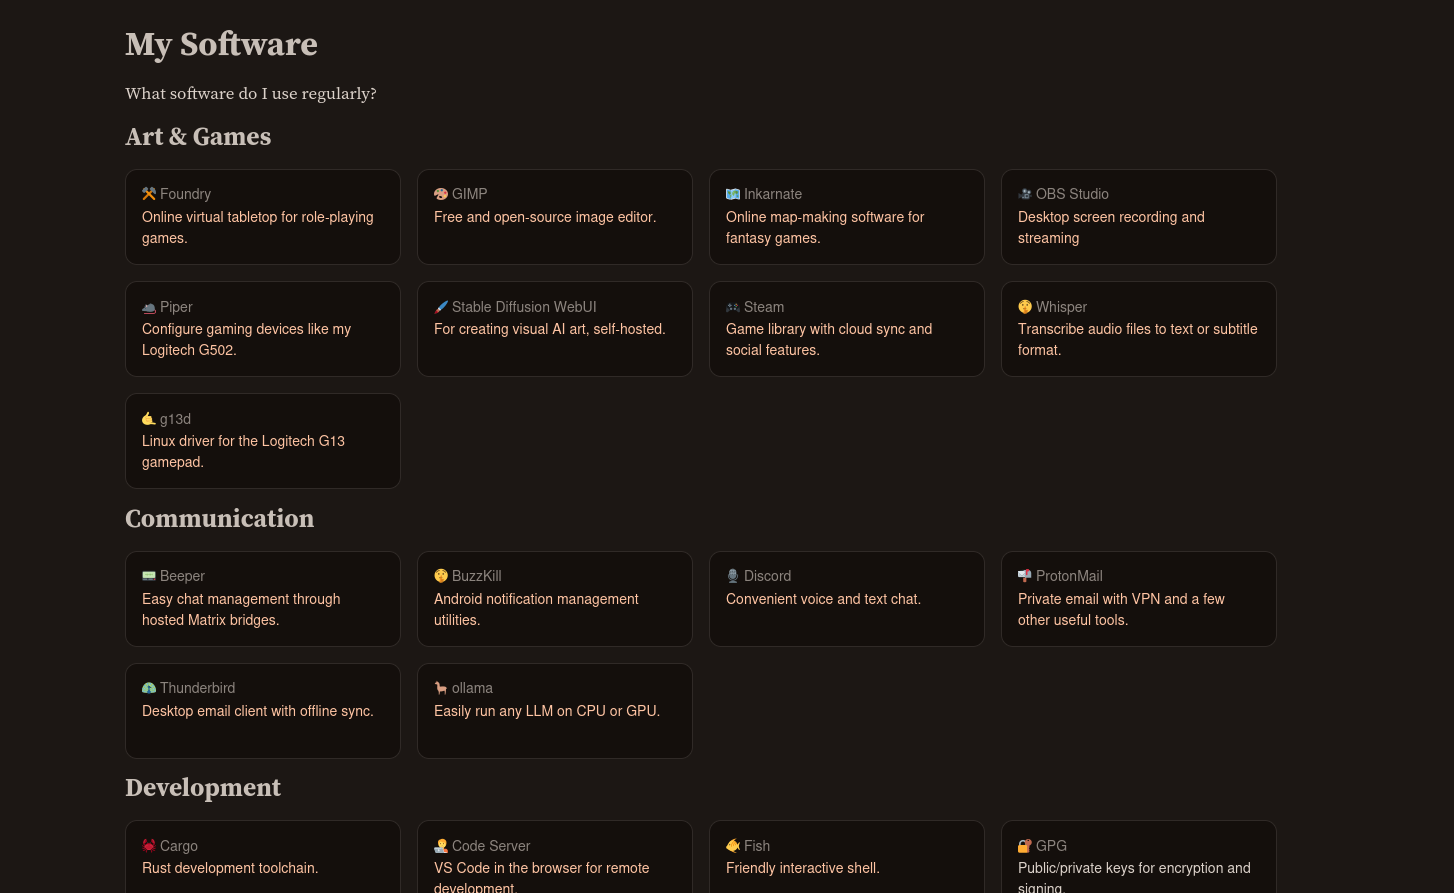 My Software
What software do I use regularly?
Art & Games
Foundry
Online virtual tabletop for role-playing
games.
GIMP
Free and open-source image editor.
Inkarnate
Online map-making software for
fantasy games.
OBS Studio
Desktop screen recording and
streaming
Piper
Configure gaming devices like my
Logitech G502.
Stable Diffusion WebUI
For creating visual AI art, self-hosted.
Steam
Game library with cloud sync and
social features.
Whisper
Transcribe audio files to text or subtitle
format.
g13d
Linux driver for the Logitech G13
gamepad.
Communication
Beeper
Easy chat management through
hosted Matrix bridges.
BuzzKill
Android notification management
utilities.
Discord
Convenient voice and text chat.
ProtonMail
Private email with VPN and a few
other useful tools.
Thunderbird
Desktop email client with offline sync.
ollama
Easily run any LLM on CPU or GPU.
Development
Cargo
Rust development toolchain.
Code Server
VS Code in the browser for remote
development.
Fish
Friendly interactive shell.
GPG
Public/private keys for encryption and
signing.